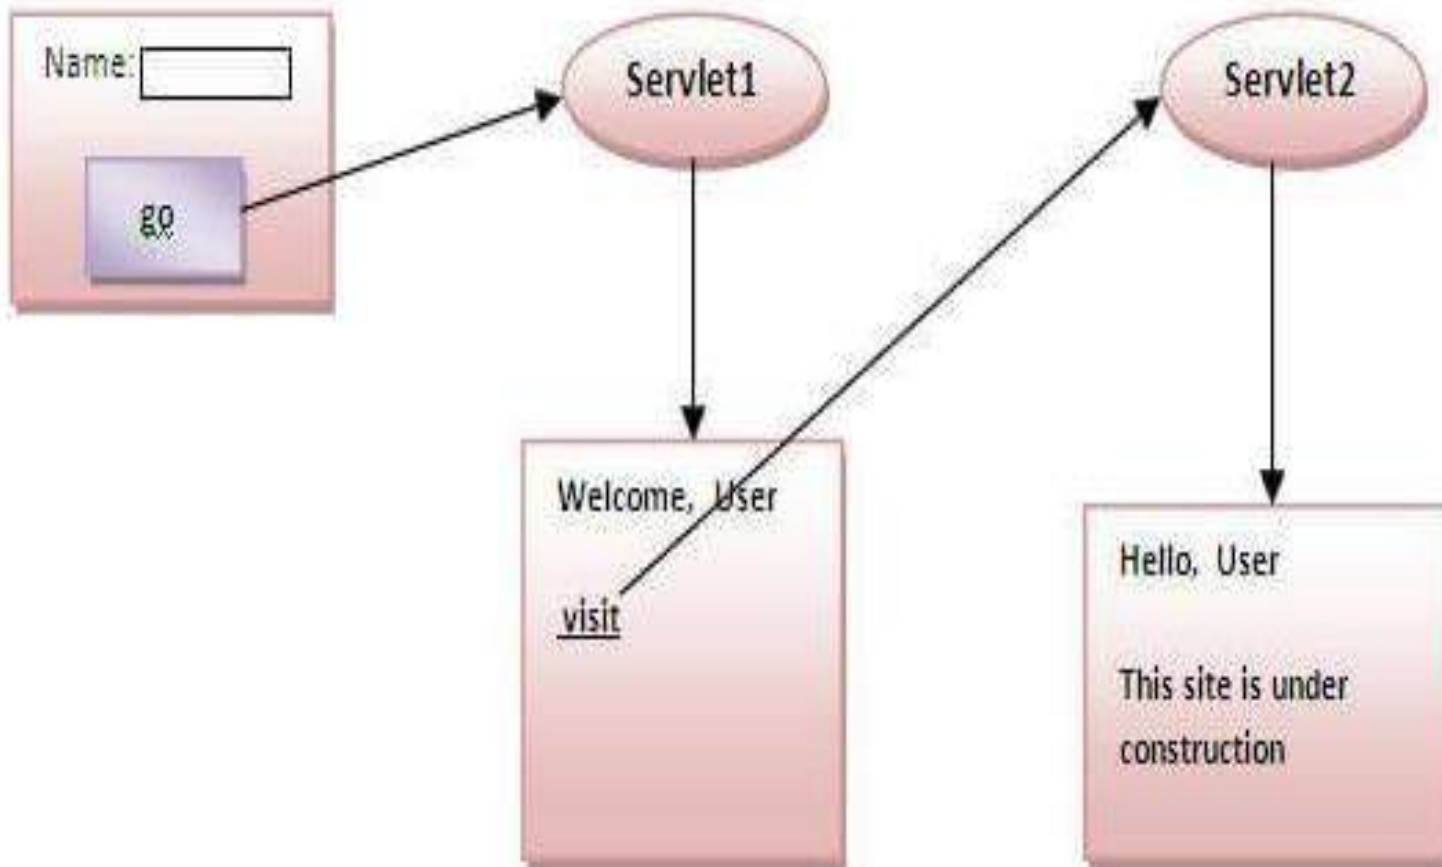 Name:
go
Servlet1
Welcome, User
visit
Servlet2
Hello, User
This site is under
construction